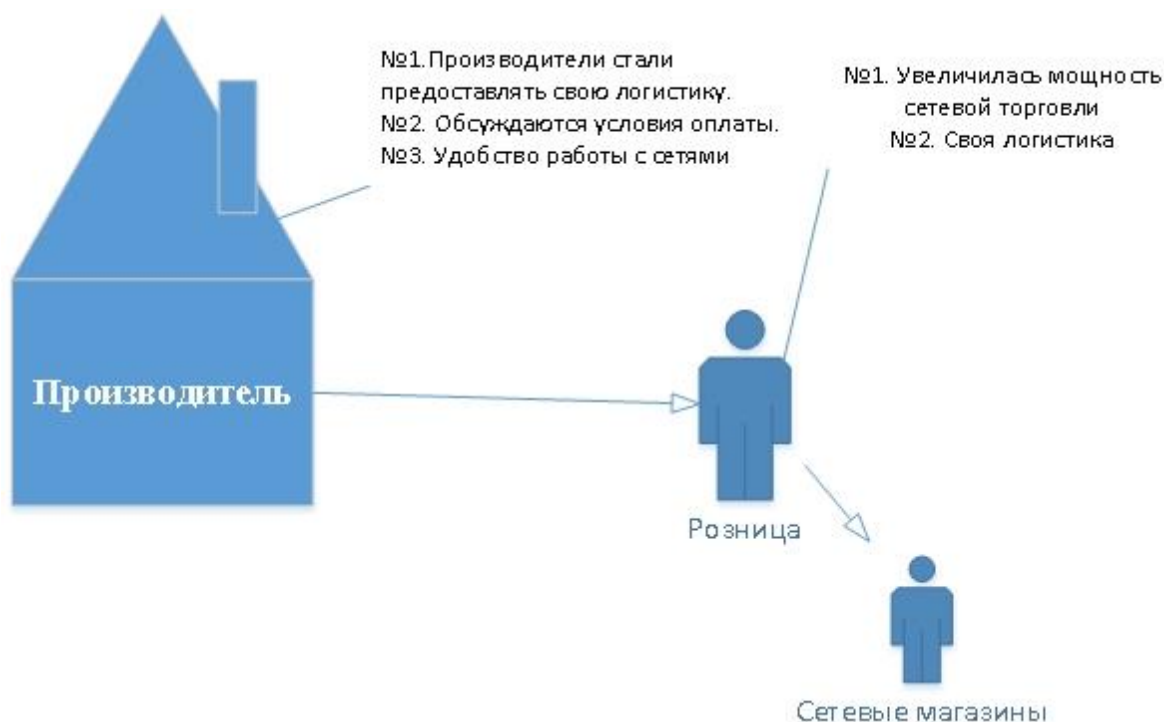 №1.Производители стали
предоставлять свою логистику.
№2. Обсуждаются условия оплаты.
№3. Удобство работы с сетями
№1. Увеличилась мощность
сетевой торговли
№2. Своя логистика
Производитель
Розница
Сетевые магазины